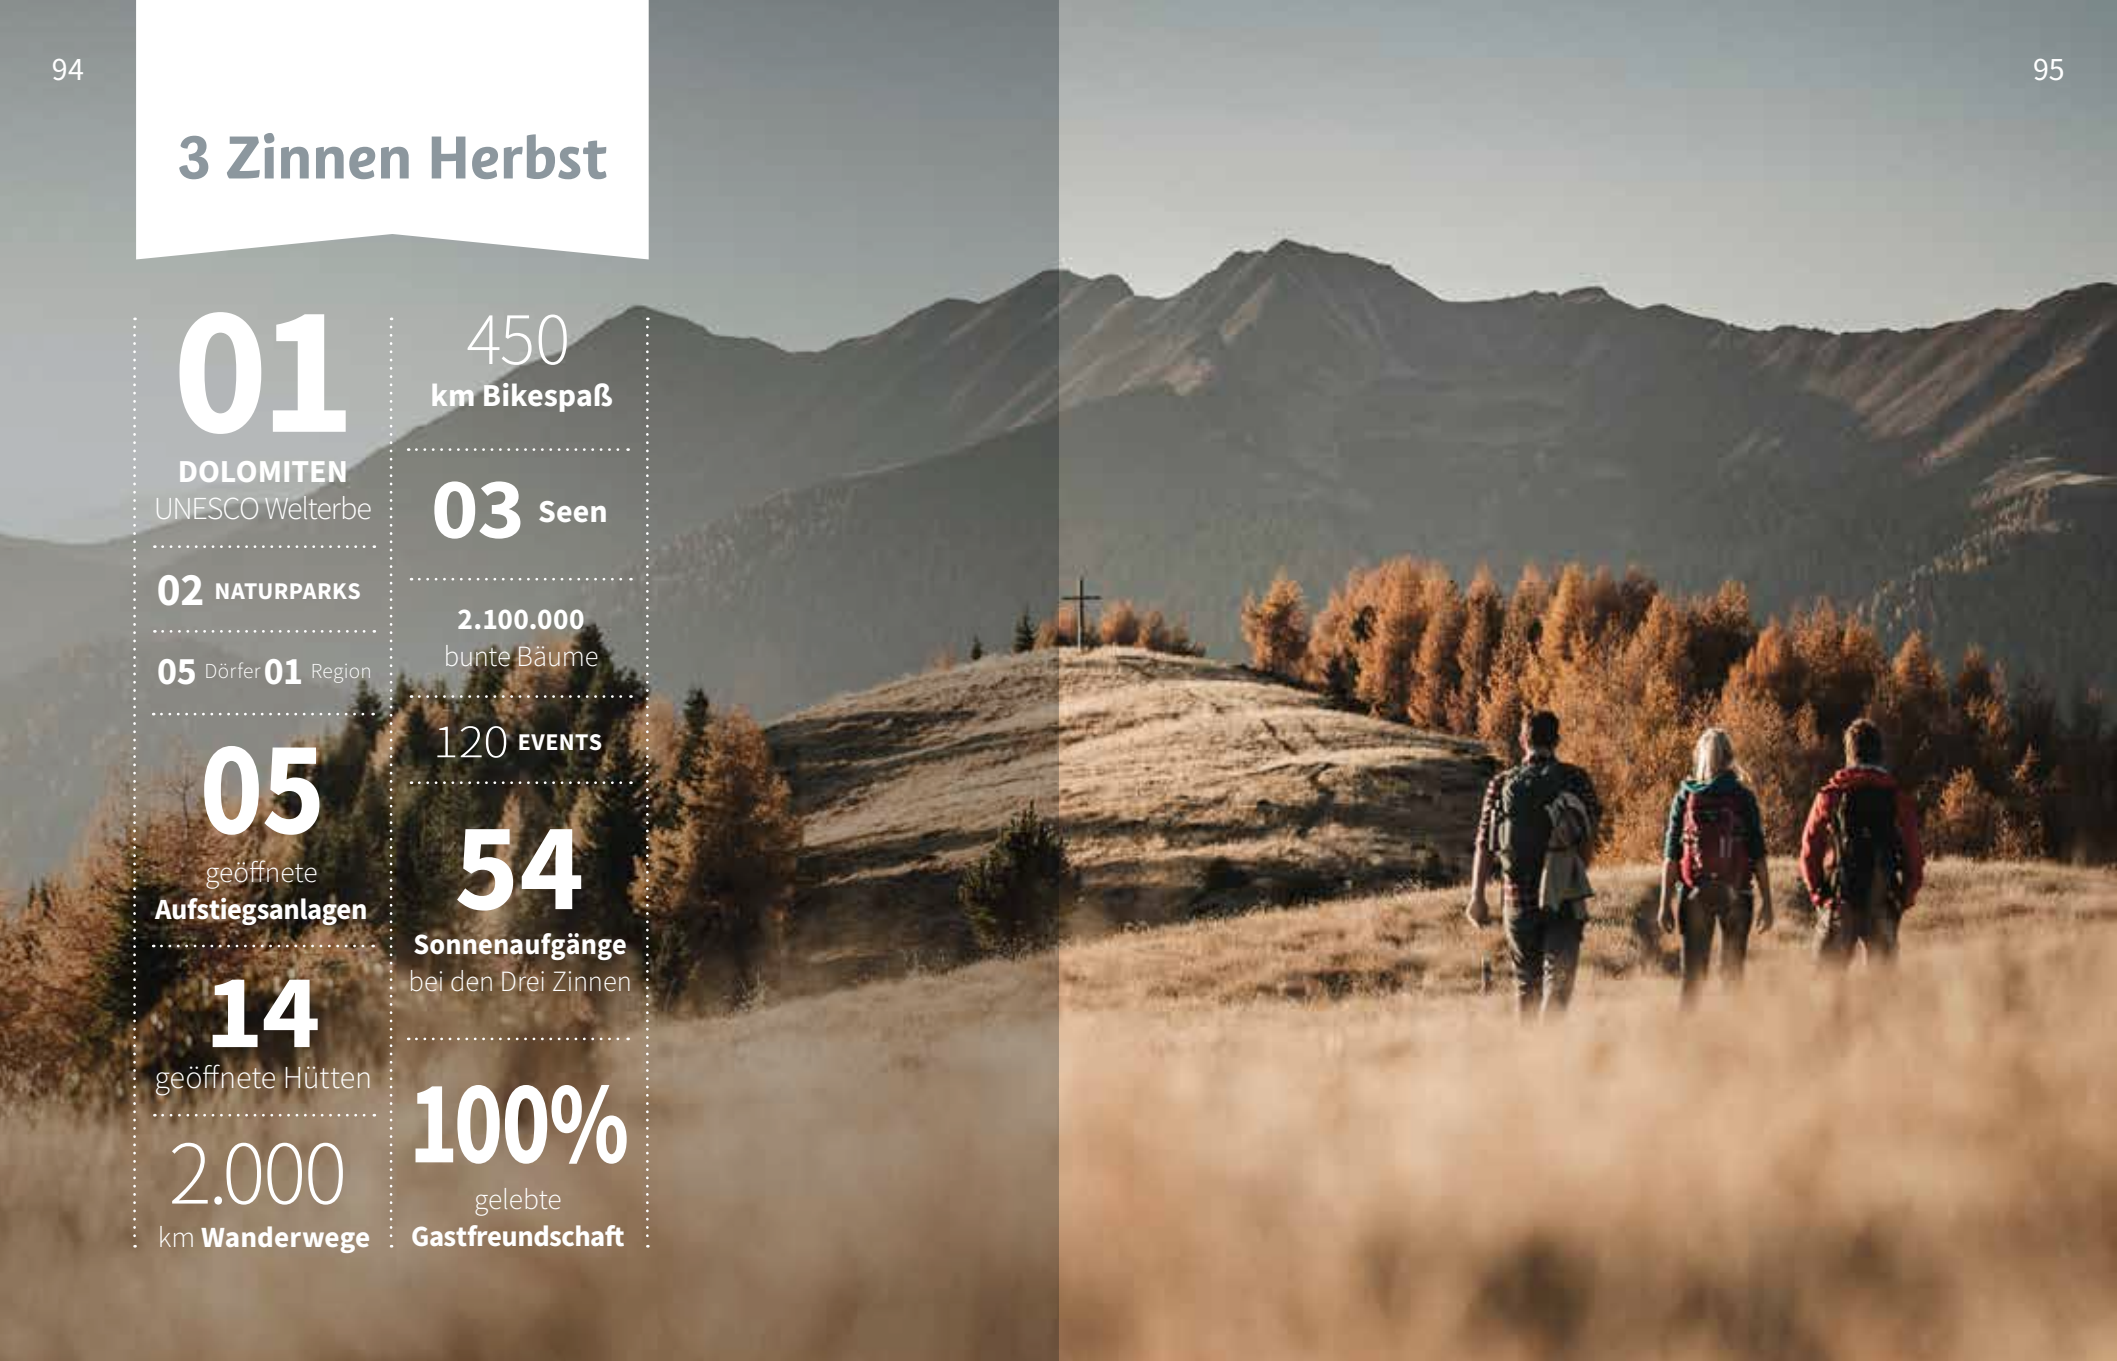 94
95
3 Zinnen Herbst
01
DOLOMITEN
UNESCO Welterbe
02 NATURPARKS
05 Dörfer 01 Region
05
geöffnete
Aufstiegsanlagen
14
geöffnete Hütten
2.000
km Wanderwege
450
km Bikespaß
03 Seen
2.100.000
bunte Bäume
120 EVENTS
54
Sonnenaufgänge
bei den Drei Zinnen
100%
gelebte
Gastfreundschaft